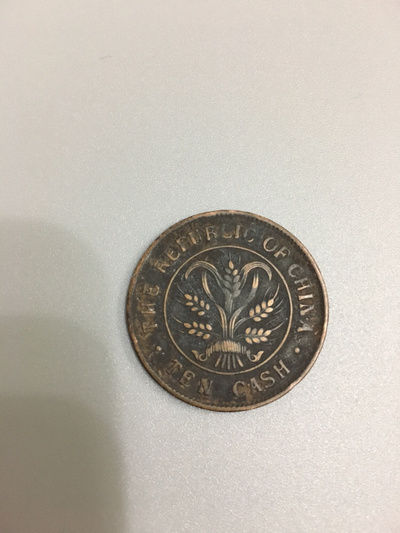 THE REPUBLIC OF CHINA
TEN CASH